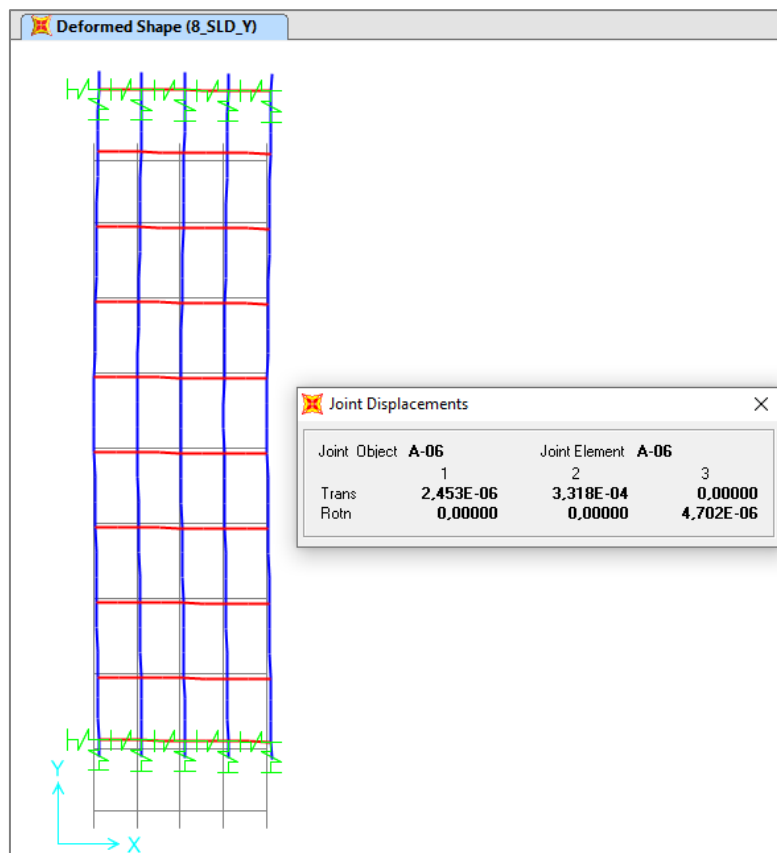 Deformed Shape (8_SLD_Y)
Joint Displacements
Joint Object A-06 Joint Element A-06
1 2 3
Trans 2,453E-06 3,318E-04 0,00000
Rotn 0,00000 0,00000 4,702E-06
Y
X